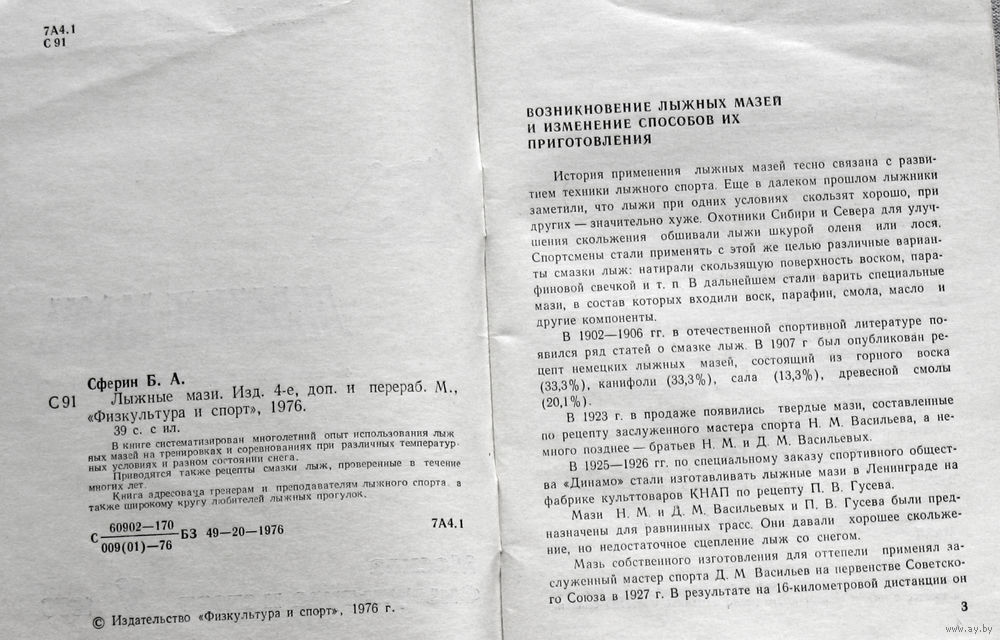 7А4.1
С 91
Сферин Б. А.
С 91 Лыжные мази. Изд. 4-е, доп. и перераб. М.,
«Физкультура и спорт», 1976.
39 с. с ил.
В книге систематизирован многолетний опыт использования лыж
ных мазей на тренировках и соревнованиях при различных температур-
ных условиях и разном состоянии снега.
Приводятся также рецепты смазки лыж, проверенные в течение
многих лет.
Книга адресована тренерам и преподавателям лыжного спорта а
также широкому кругу любителей лыжных прогулок.
60902—170
С БЗ 49—20—1976 7А4.1
009(01)—76
© Издательство «Физкультура и спорт», 1976 г.
ВОЗНИКНОВЕНИЕ ЛЫЖНЫХ МАЗЕЙ
И ИЗМЕНЕНИЕ СПОСОБОВ ИХ
ПРИГОТОВЛЕНИЯ
История применения лыжных мазей тесно связана с разви-
тием техники лыжного спорта. Еще в далеком прошлом лыжники
заметили, что лыжи при одних условиях скользят хорошо, при
других — значительно хуже. Охотники Сибири и Севера для улуч-
шения скольжения обшивали лыжи шкурой оленя или лося.
Спортсмены стали применять с этой же целью различные вариан-
ты смазки лыж: натирали скользящую поверхность воском, пара-
финовой свечкой и т. п В дальнейшем стали варить специальные
мази, в состав которых входили воск, парафин, смола, масло и
другие компоненты.
В 1902—1906 гг. в отечественной спортивной литературе по-
явился ряд статей о смазке лыж. В 1907 г был опубликован ре-
цепт немецких лыжных мазей, состоящий из горного воска
(33,3%), канифоли (33,3%), сала (13,3%), древесной смолы
(20,1%).
В 1923 г. в продаже появились твердые мази, составленные
по рецепту заслуженного мастера спорта Н. М. Васильева, а не-
много позднее — братьев Н. М. и Д. М. Васильевых.
В 1925—1926 гг. по специальному заказу спортивного общест-
ва «Динамо» стали изготавливать лыжные мази в Ленинграде на
фабрике культтоваров КНАП по рецепту П. В. Гусева.
Мази Н. М. и Д. М. Васильевых и П. В. Гусева были пред-
назначены для равнинных трасс. Они давали хорошее скольже-
ние, но недостаточное сцепление лыж со снегом.
Мазь собственного изготовления для оттепели применял за-
служенный мастер спорта Д. М Васильев на первенстве Советско-
го Союза в 1927 г. В результате на 16-километровой дистанции он
3
www.ay.by